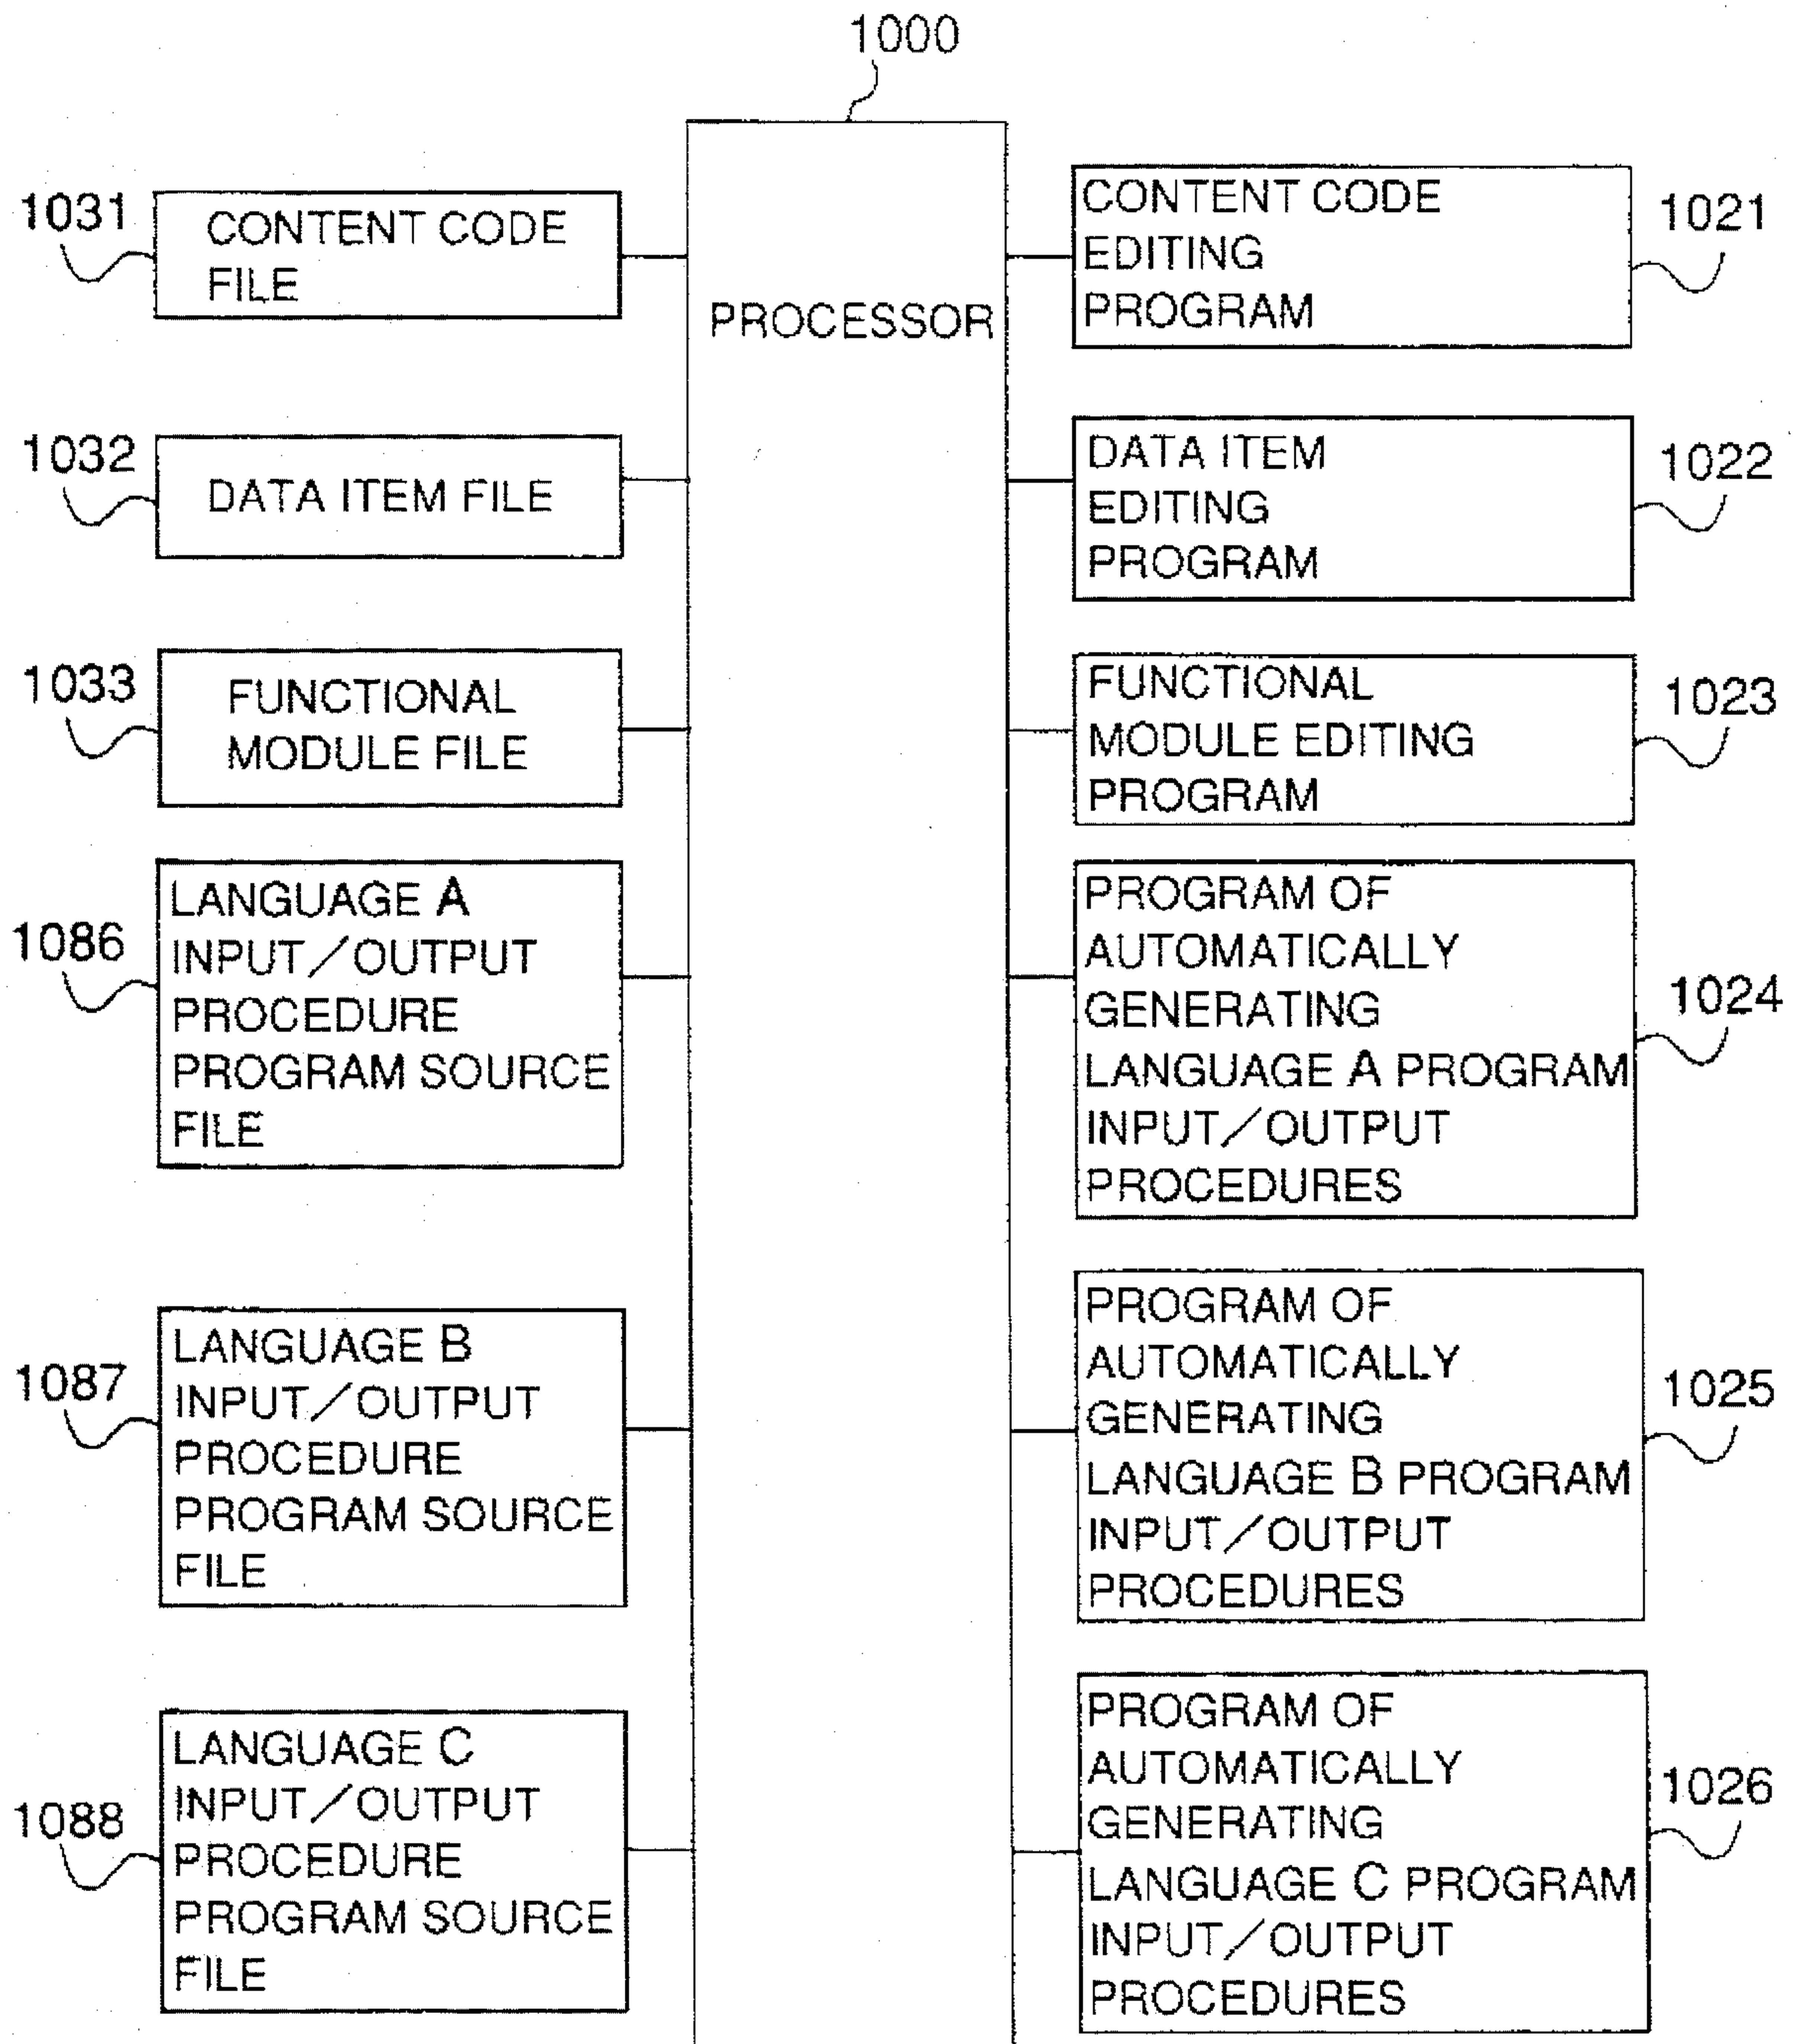 1000
PROCESSOR
1031
CONTENT CODE
FILE
1032
DATA ITEM FILE
1033
FUNCTIONAL
MODULE FILE
1086
LANGUAGE A
INPUT/OUTPUT
PROCEDURE
PROGRAM SOURCE
FILE
1087
LANGUAGE B
INPUT/OUTPUT
PROCEDURE
PROGRAM SOURCE
FILE
1088
LANGUAGE C
INPUT/OUTPUT
PROCEDURE
PROGRAM SOURCE
FILE
CONTENT CODE
EDITING
PROGRAM
1021
DATA ITEM
EDITING
PROGRAM
1022
FUNCTIONAL
MODULE EDITING
PROGRAM
1023
PROGRAM OF
AUTOMATICALLY
GENERATING
LANGUAGE A PROGRAM
INPUT/OUTPUT
PROCEDURES
1024
PROGRAM OF
AUTOMATICALLY
GENERATING
LANGUAGE B PROGRAM
INPUT/OUTPUT
PROCEDURES
1025
PROGRAM OF
AUTOMATICALLY
GENERATING
LANGUAGE C PROGRAM
INPUT/OUTPUT
PROCEDURES
1026